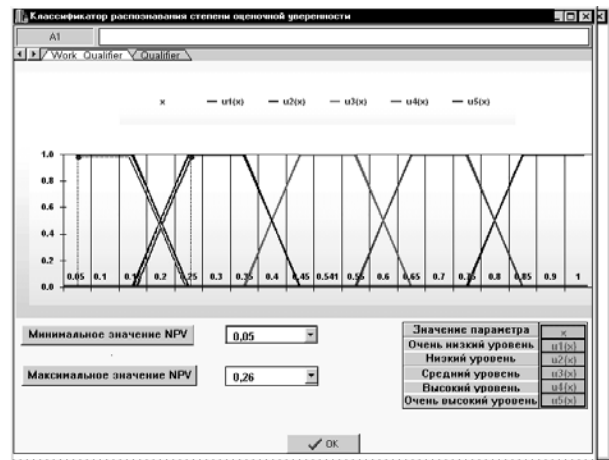 Классификатор распознавания степени оценочной уверенности
A1
Work_Qualifier Qualifier
x u1(x) u2(x) u3(x) u4(x) u5(x)
1.0
0.8
0.6
0.4
0.2
0.0
0.05 0.1 0.2 0.25 0.3 0.35 0.4 0.45 0.541 0.55 0.6 0.65 0.7 0.75 0.8 0.85 0.9 1
Минимальное значение NPV 0,05
Максимальное значение NPV 0,26
Значение параметра x
Очень низкий уровень u1(x)
Низкий уровень u2(x)
Средний уровень u3(x)
Высокий уровень u4(x)
Очень высокий уровень u5(x)
OK